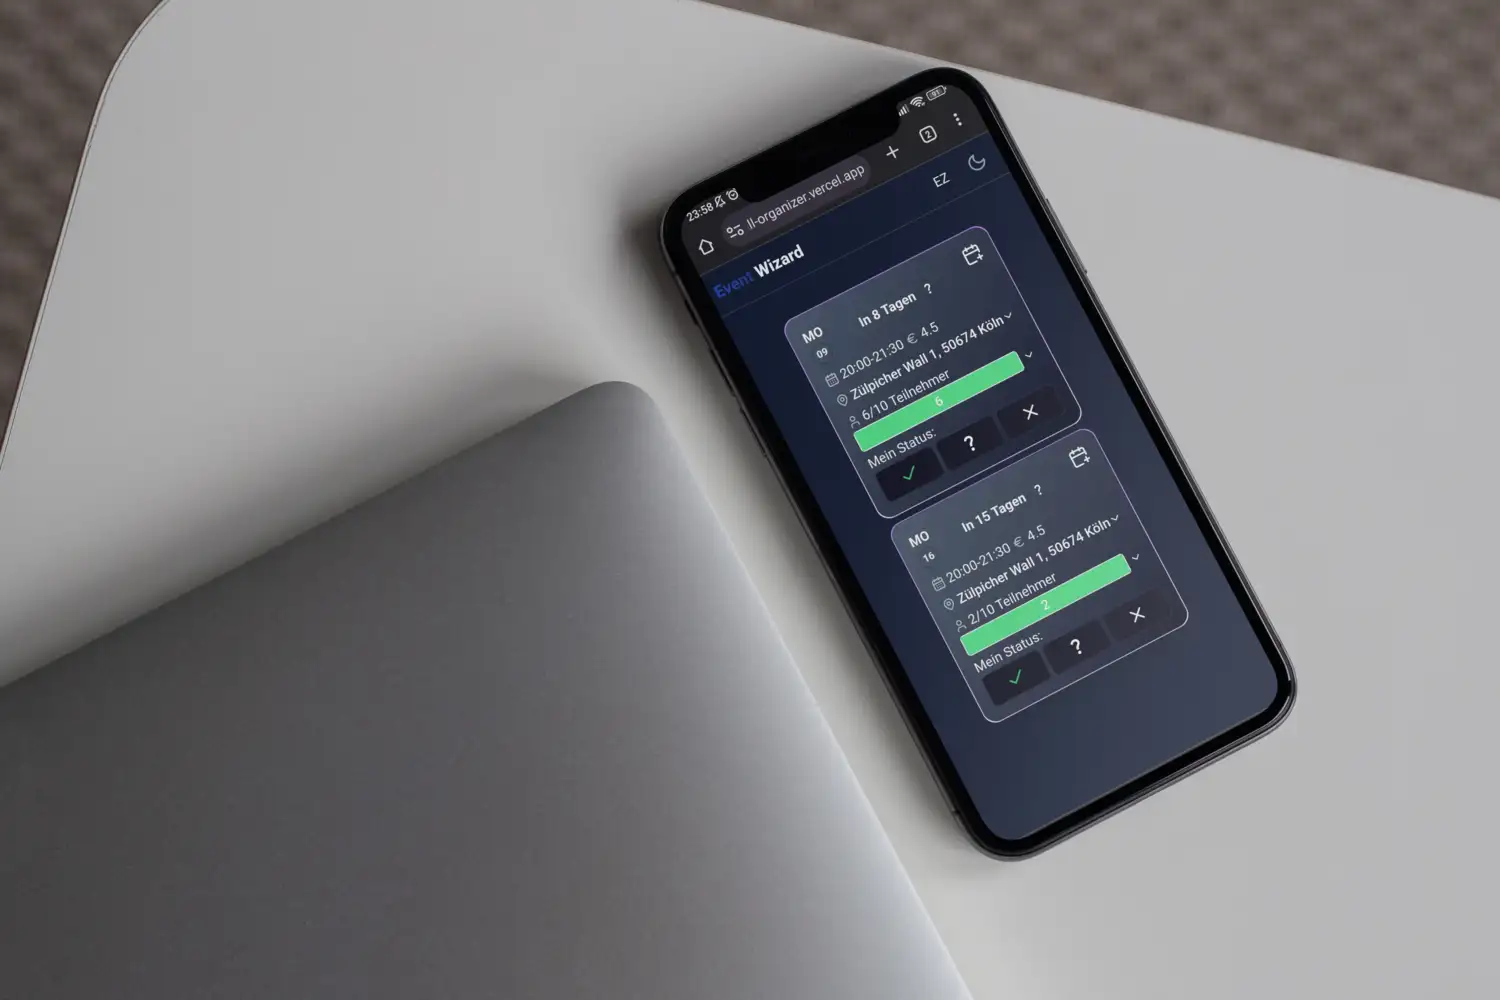 23:58
91
ll-organizer.vercel.app
2
Event Wizard
EZ
MO
09
In 8 Tagen ?
20:00-21:30 € 4.5
Zülpicher Wall 1, 50674 Köln
6/10 Teilnehmer
6
Mein Status:
?
MO
16
In 15 Tagen ?
20:00-21:30 € 4.5
Zülpicher Wall 1, 50674 Köln
2/10 Teilnehmer
2
Mein Status:
?